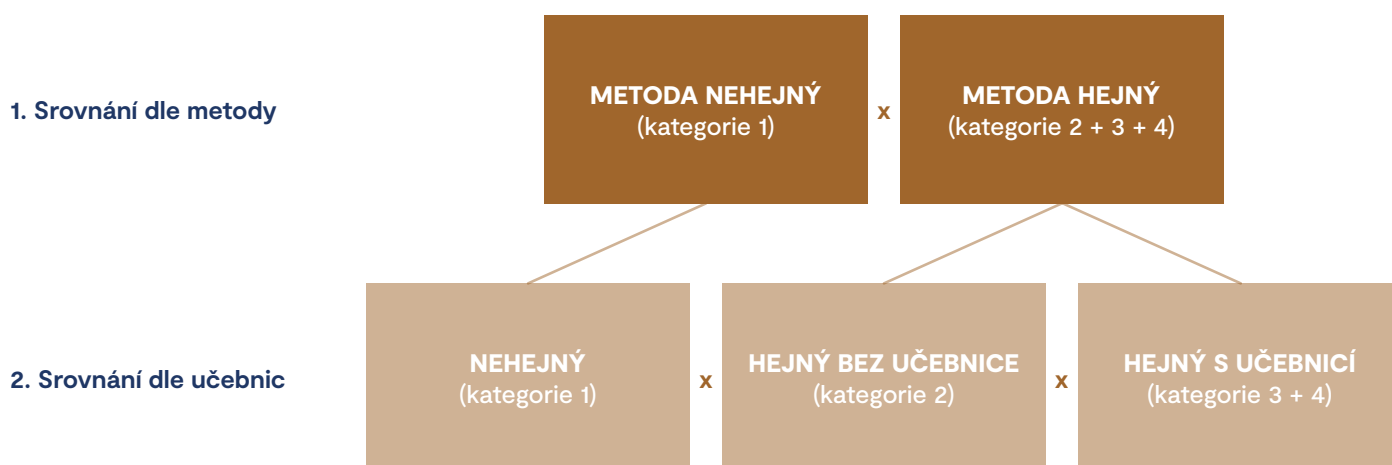 1. Srovnání dle metody
METODA NEHEJNÝ
(kategorie 1)
x
METODA HEJNÝ
(kategorie 2 + 3 + 4)
2. Srovnání dle učebnic
NEHEJNÝ
(kategorie 1)
x
HEJNÝ BEZ UČEBNICE
(kategorie 2)
x
HEJNÝ S UČEBNICÍ
(kategorie 3 + 4)